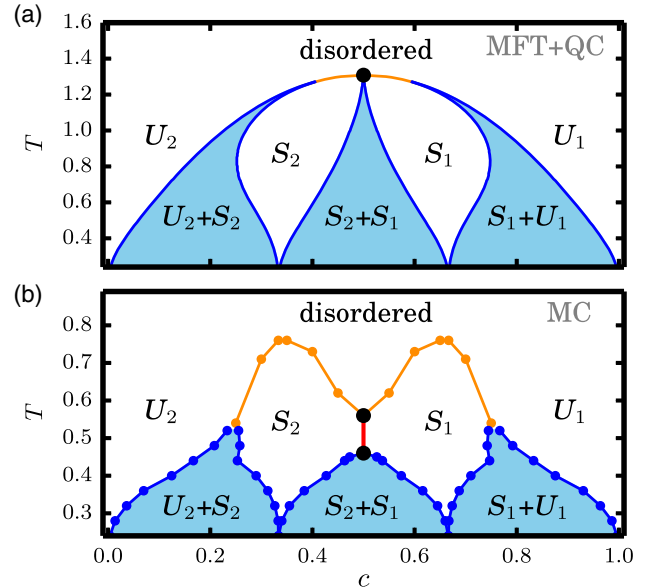 (a)
1.6
disordered
MFT+QC
1.4
1.2
T
1.0
U₂
S₂
S₁
U₁
0.8
0.6
U₂+S₂
S₂+S₁
S₁+U₁
0.4
(b)
disordered
MC
0.8
0.7
T
0.6
U₂
S₂
S₁
U₁
0.5
0.4
U₂+S₂
S₂+S₁
S₁+U₁
0.3
0.0 0.2 0.4 0.6 0.8 1.0
c